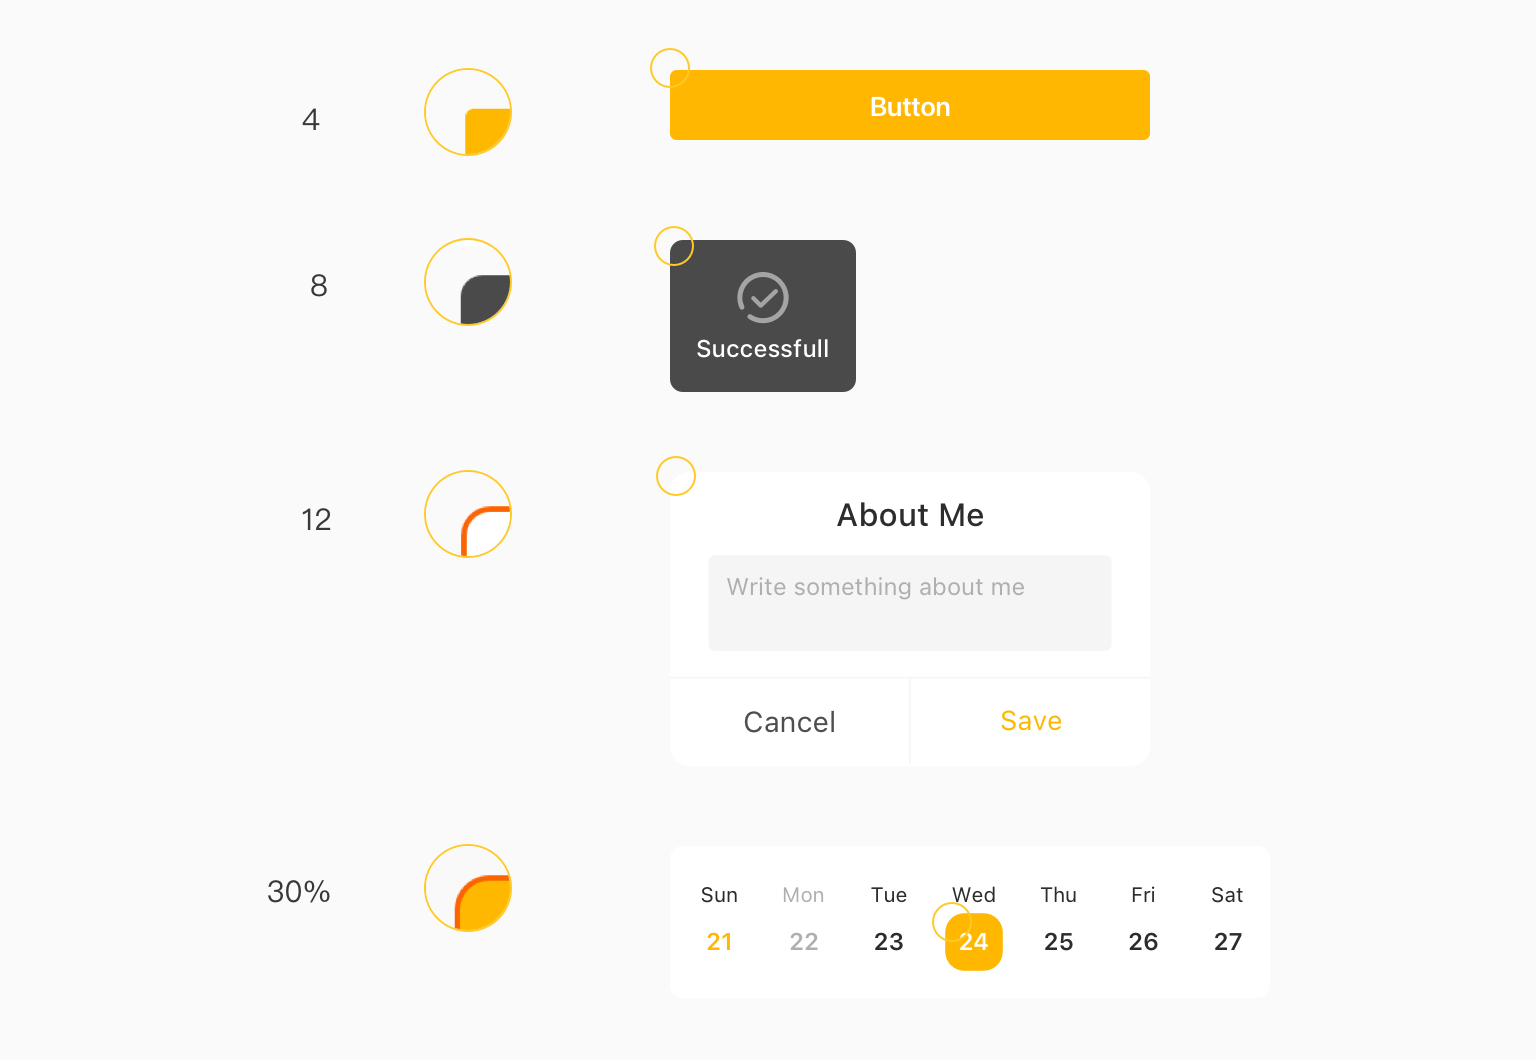 4
Button
8
Successfull
12
About Me
Write something about me
Cancel Save
30%
Sun Mon Tue Wed Thu Fri Sat
21 22 23 24 25 26 27